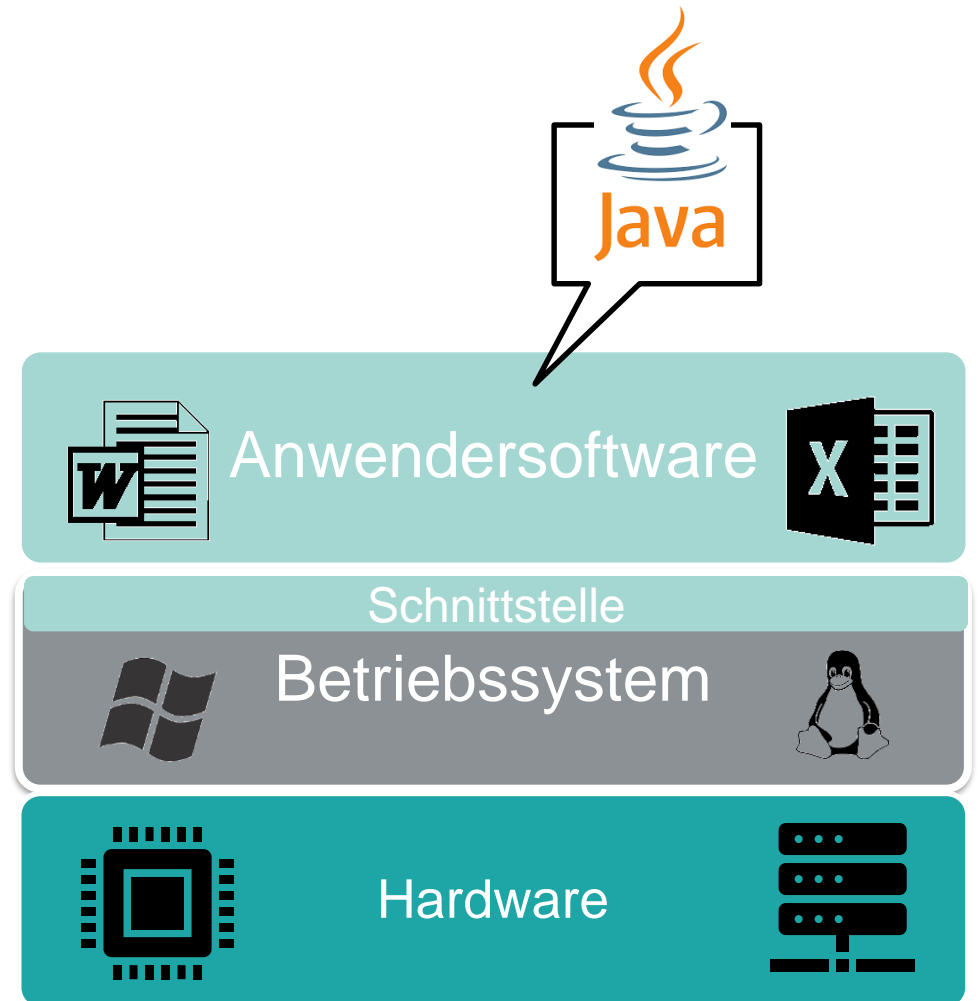 Java
Anwendersoftware
W
X
Schnittstelle
Betriebssystem
Hardware